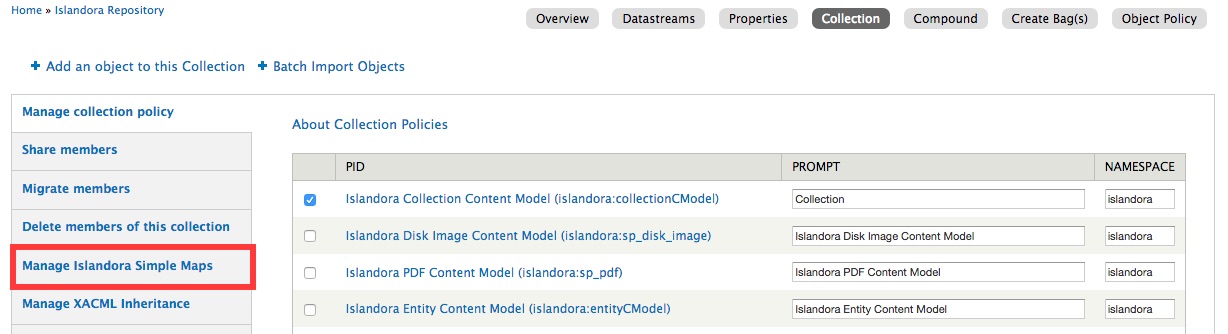 Home » Islandora Repository
Overview Datastreams Properties Collection Compound Create Bag(s) Object Policy
+ Add an object to this Collection + Batch Import Objects
Manage collection policy
Share members
Migrate members
Delete members of this collection
Manage Islandora Simple Maps
Manage XACML Inheritance
About Collection Policies
PID PROMPT NAMESPACE
Islandora Collection Content Model (islandora:collectionCModel) Collection islandora
Islandora Disk Image Content Model (islandora:sp_disk_image) Islandora Disk Image Content Model islandora
Islandora PDF Content Model (islandora:sp_pdf) Islandora PDF Content Model islandora
Islandora Entity Content Model (islandora:entityCModel) Islandora Entity Content Model islandora